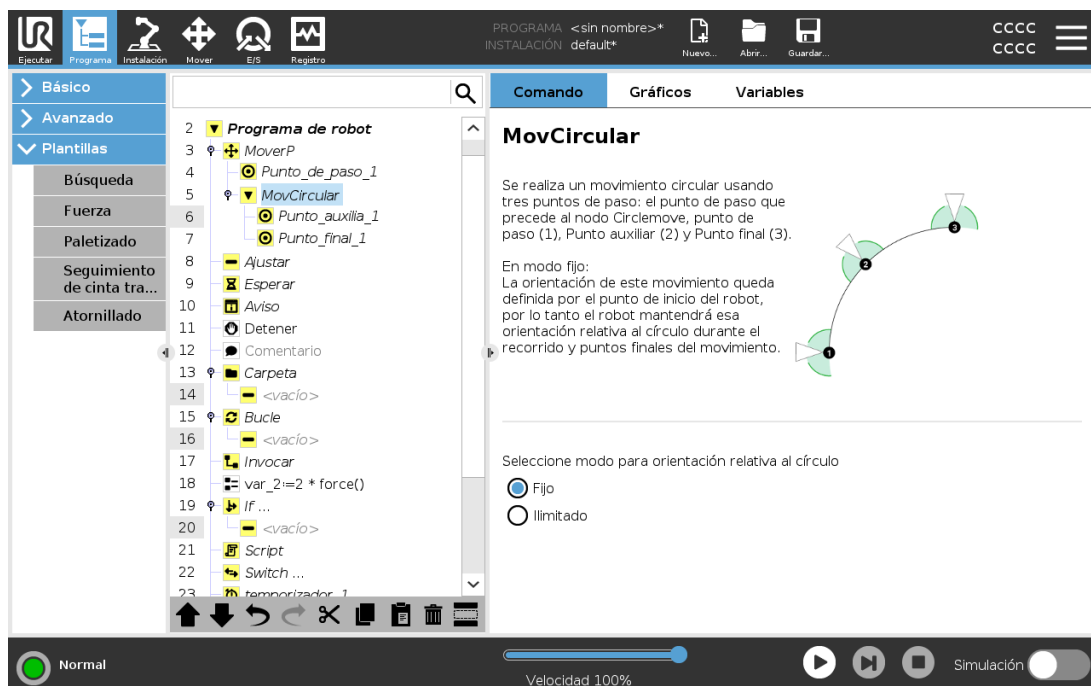 PROGRAMA <sin nombre>*
INSTALACIÓN default*
Ejecutar
Programa
Instalación
Mover
E/S
Registro
Nuevo...
Abrir...
Guardar...
CCCC
CCCC
Básico
Avanzado
Plantillas
Búsqueda
Fuerza
Paletizado
Seguimiento
de cinta tra...
Atornillado
2 Programa de robot
3 MoverP
4 Punto_de_paso_1
5 MovCircular
6 Punto_auxilia_1
7 Punto_final_1
8 Ajustar
9 Esperar
10 Aviso
11 Detener
12 Comentario
13 Carpeta
14 <vacío>
15 Bucle
16 <vacío>
17 Invocar
18 var_2:=2 * force()
19 If ...
20 <vacío>
21 Script
22 Switch ...
23 temporizador_1
Comando
Gráficos
Variables
MovCircular
Se realiza un movimiento circular usando
tres puntos de paso: el punto de paso que
precede al nodo Circlemove, punto de
paso (1), Punto auxiliar (2) y Punto final (3).
En modo fijo:
La orientación de este movimiento queda
definida por el punto de inicio del robot,
por lo tanto el robot mantendrá esa
orientación relativa al círculo durante el
recorrido y puntos finales del movimiento.
3
2
1
Seleccione modo para orientación relativa al círculo
Fijo
Ilimitado
Normal
Velocidad 100%
Simulación